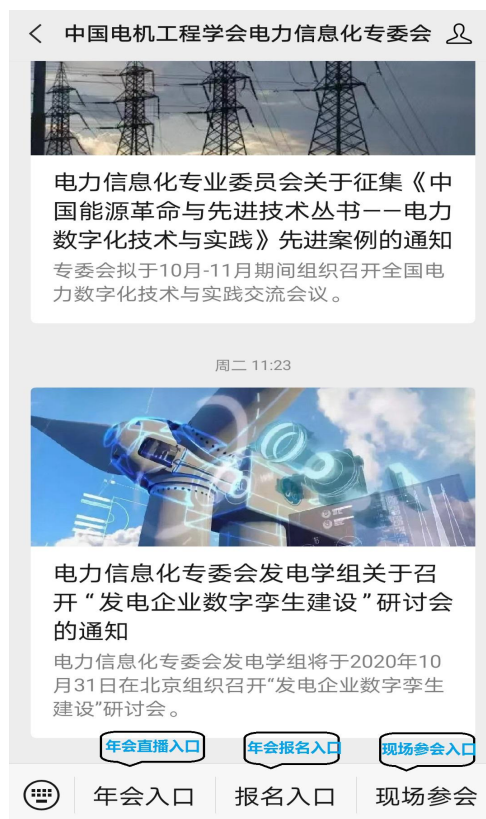 中国电机工程学会电力信息化专委会
电力信息化专业委员会关于征集《中
国能源革命与先进技术丛书——电力
数字化技术与实践》先进案例的通知
专委会拟于10月-11月期间组织召开全国电
力数字化技术与实践交流会议。
周二 11:23
电力信息化专委会发电学组关于召
开“发电企业数字孪生建设”研讨会
的通知
电力信息化专委会发电学组将于2020年10
月31日在北京组织召开“发电企业数字孪生
建设”研讨会。
年会直播入口 年会报名入口 现场参会入口
年会入口 报名入口 现场参会